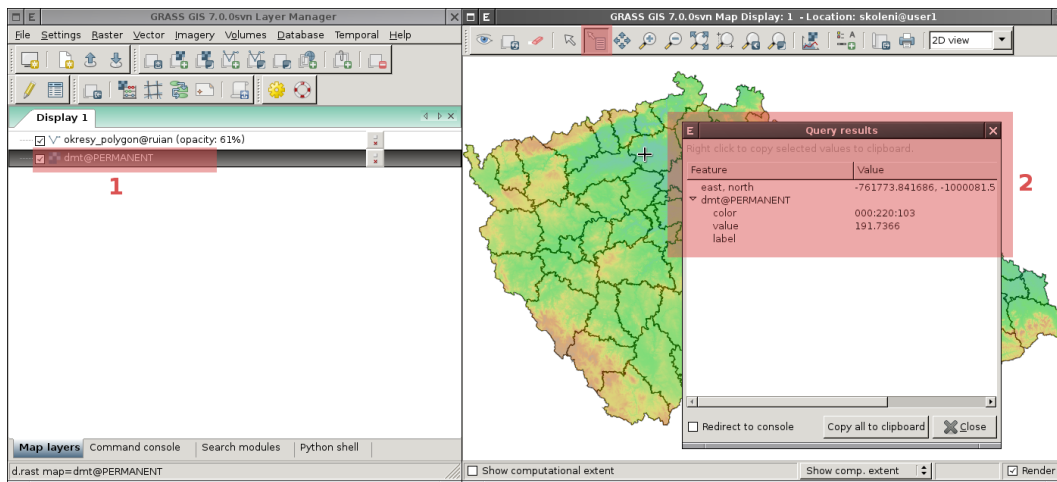 GRASS GIS 7.0.0svn Layer Manager
File Settings Raster Vector Imagery Volumes Database Temporal Help
Display 1
okresy_polygon@ruian (opacity: 61%)
dmt@PERMANENT
1
Map layers Command console Search modules Python shell
d.rast map=dmt@PERMANENT
GRASS GIS 7.0.0svn Map Display: 1 - Location: skoleni@user1
2D view
Query results
Right click to copy selected values to clipboard.
Feature Value
east, north -761773.841686, -1000081.5
dmt@PERMANENT
color 000:220:103
value 191.7366
label
2
Redirect to console Copy all to clipboard Close
Show computational extent Show comp. extent Render